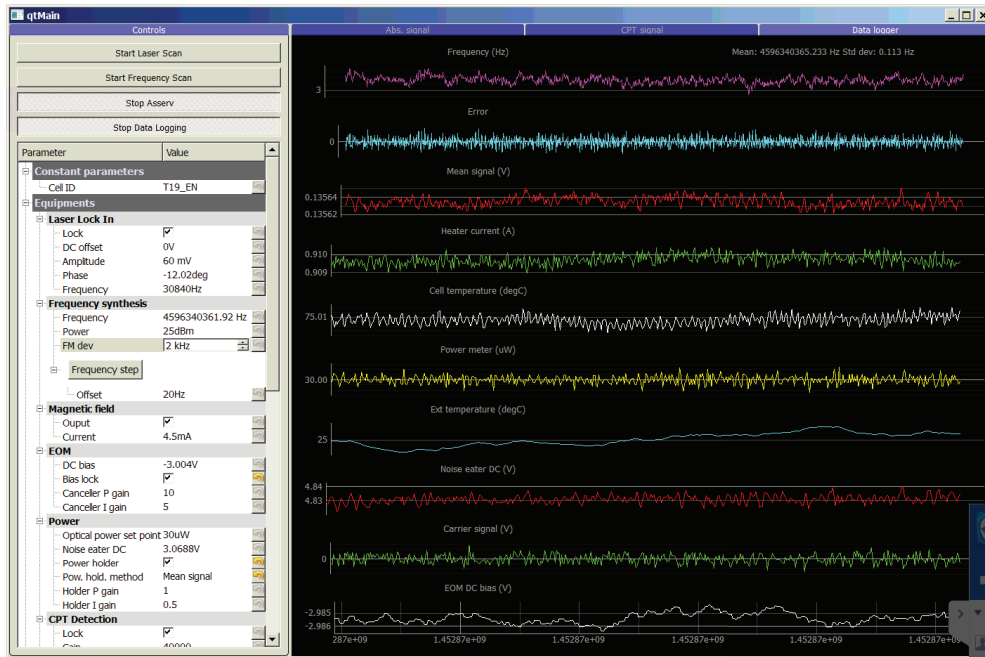 qtMain
Controls
Start Laser Scan
Start Frequency Scan
Stop Asserv
Stop Data Logging
Parameter Value
Constant parameters
Cell ID T19_EN
Equipments
Laser Lock In
Lock
DC offset 0V
Amplitude 60 mV
Phase -12.02deg
Frequency 30840Hz
Frequency synthesis
Frequency 4596340361.92 Hz
Power 25dBm
FM dev 2 kHz
Frequency step
Offset 20Hz
Magnetic field
Ouput
Current 4.5mA
EOM
DC bias -3.004V
Bias lock
Canceller P gain 10
Canceller I gain 5
Power
Optical power set point 30uW
Noise eater DC 3.0688V
Power holder
Pow. hold. method Mean signal
Holder P gain 1
Holder I gain 0.5
CPT Detection
Lock
Gain 40000
Abs. signal CPT signal Data logger
Frequency (Hz) Mean: 4596340365.233 Hz Std dev: 0.113 Hz
3
Error
0
Mean signal (V)
0.13564
0.13562
Heater current (A)
0.910
0.909
Cell temperature (degC)
75.01
Power meter (uW)
30.00
Ext temperature (degC)
25
Noise eater DC (V)
4.84
4.83
Carrier signal (V)
0
EOM DC bias (V)
-2.985
-2.986
287e+09 1.45287e+09 1.45287e+09 1.45287e+09 1.45287e+09 1.45287e+0